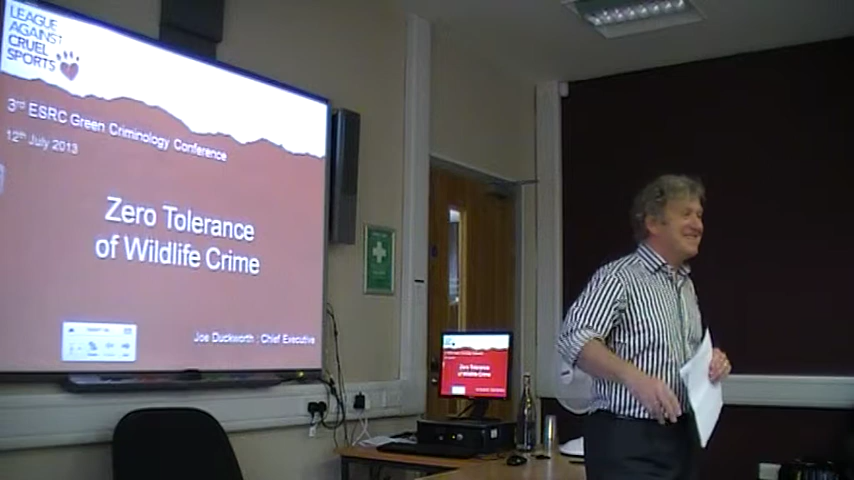 LEAGUE
AGAINST
CRUEL
SPORTS
3rd ESRC Green Criminology Conference
12th July 2013
Zero Tolerance
of Wildlife Crime
Joe Duckworth : Chief Executive
Zero Tolerance
of Wildlife Crime